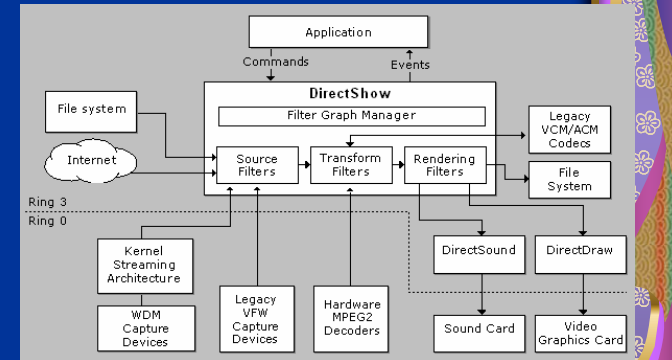 Application
Commands
Events
DirectShow
Filter Graph Manager
File system
Internet
Source
Filters
Transform
Filters
Rendering
Filters
Legacy
VCM/ACM
Codecs
File
System
Ring 3
Ring 0
Kernel
Streaming
Architecture
WDM
Capture
Devices
Legacy
VFW
Capture
Devices
Hardware
MPEG2
Decoders
DirectSound
DirectDraw
Sound Card
Video
Graphics Card